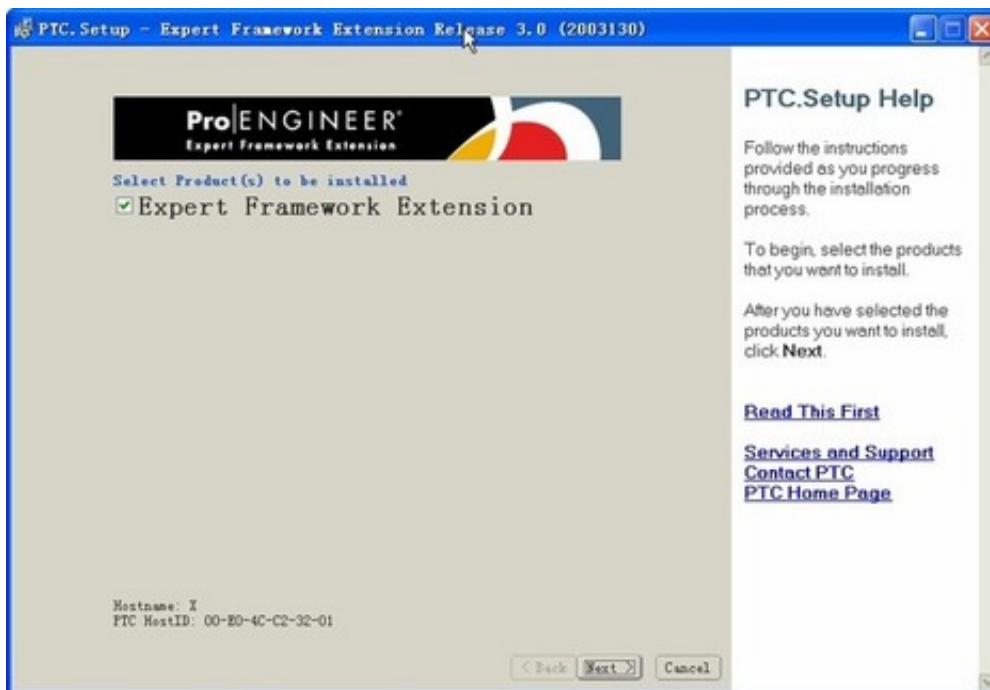 PTC.Setup - Expert Framework Extension Release 3.0 (2003130)
Pro|ENGINEER®
Expert Framework Extension
Select Product(s) to be installed
Expert Framework Extension
Hostname: X
PTC HostID: 00-E0-4C-C2-32-01
< Back
Next >
Cancel
PTC.Setup Help
Follow the instructions
provided as you progress
through the installation
process.
To begin, select the products
that you want to install.
After you have selected the
products you want to install,
click Next.
Read This First
Services and Support
Contact PTC
PTC Home Page